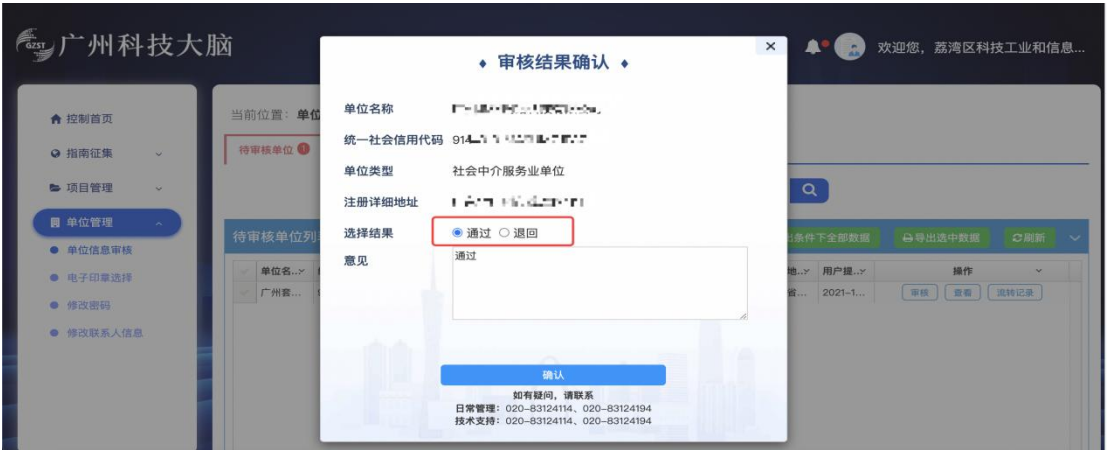 GZST 广州科技大脑
欢迎您，荔湾区科技工业和信息...
控制首页
指南征集
项目管理
单位管理
单位信息审核
电子印章选择
修改密码
修改联系人信息
当前位置：单位
待审核单位
待审核单位列
出条件下全部数据
导出选中数据
刷新
单位名...
地...
用户提...
操作
广州套...
省...
2021-1...
审核
查看
流转记录
审核结果确认
单位名称
统一社会信用代码 914
单位类型 社会中介服务业单位
注册详细地址
选择结果 通过 退回
意见 通过
确认
如有疑问，请联系
日常管理：020-83124114、020-83124194
技术支持：020-83124114、020-83124194